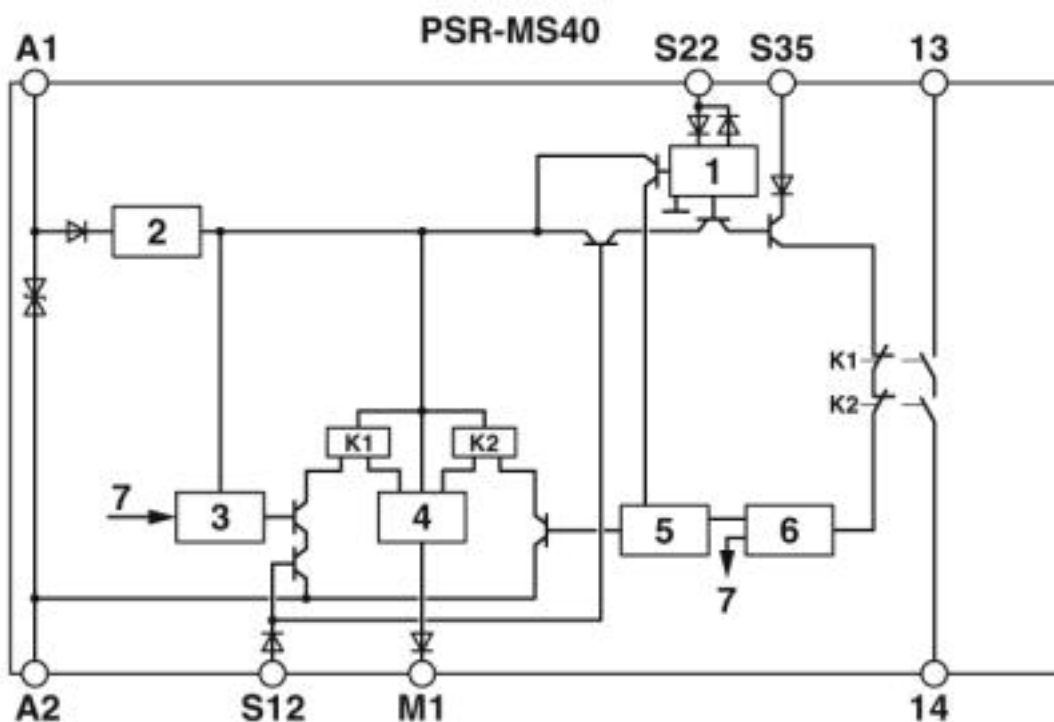 PSR-MS40
A1 S22 S35 13
1
2
K1
K2
K1 K2
7 3 4 5 6
7
A2 S12 M1 14